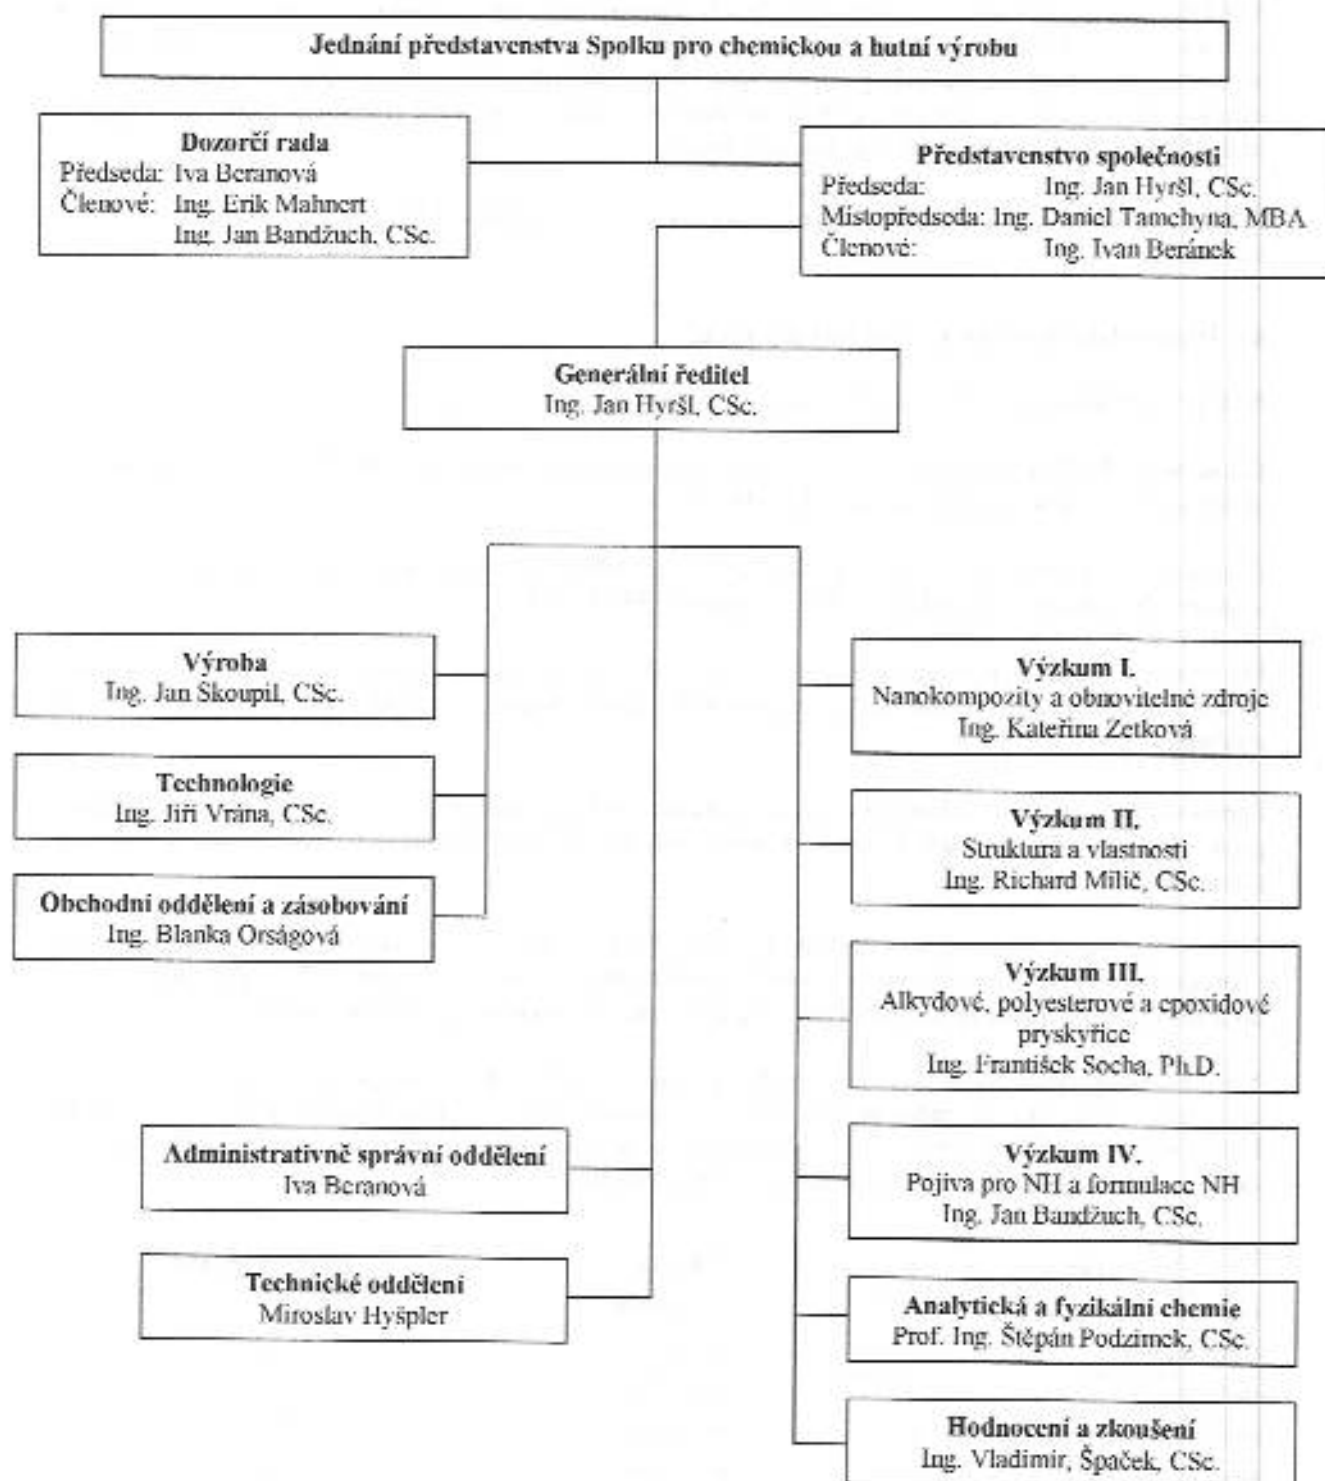 Jednání představenstva Spolku pro chemickou a hutní výrobu
Dozorčí rada
Předseda: Iva Beranová
Členové: Ing. Erik Mahnert
Ing. Jan Bandžuch, CSc.
Představenstvo společnosti
Předseda: Ing. Jan Hyršl, CSc.
Místopředseda: Ing. Daniel Tamchyna, MBA
Členové: Ing. Ivan Beránek
Generální ředitel
Ing. Jan Hyršl, CSc.
Výroba
Ing. Jan Skoupil, CSc.
Technologie
Ing. Jiří Vrána, CSc.
Obchodní oddělení a zásobování
Ing. Blanka Orságová
Administrativně správní oddělení
Iva Beranová
Technické oddělení
Miroslav Hyšpler
Výzkum I.
Nanokompozity a obnovitelné zdroje
Ing. Kateřina Zetková
Výzkum II.
Struktura a vlastnosti
Ing. Richard Milič, CSc.
Výzkum III.
Alkydové, polyesterové a epoxidové
pryskyřice
Ing. František Socha, Ph.D.
Výzkum IV.
Pojiva pro NH a formulace NH
Ing. Jan Bandžuch, CSc.
Analytická a fyzikální chemie
Prof. Ing. Štěpán Podzimek, CSc.
Hodnocení a zkoušení
Ing. Vladimír, Špaček, CSc.